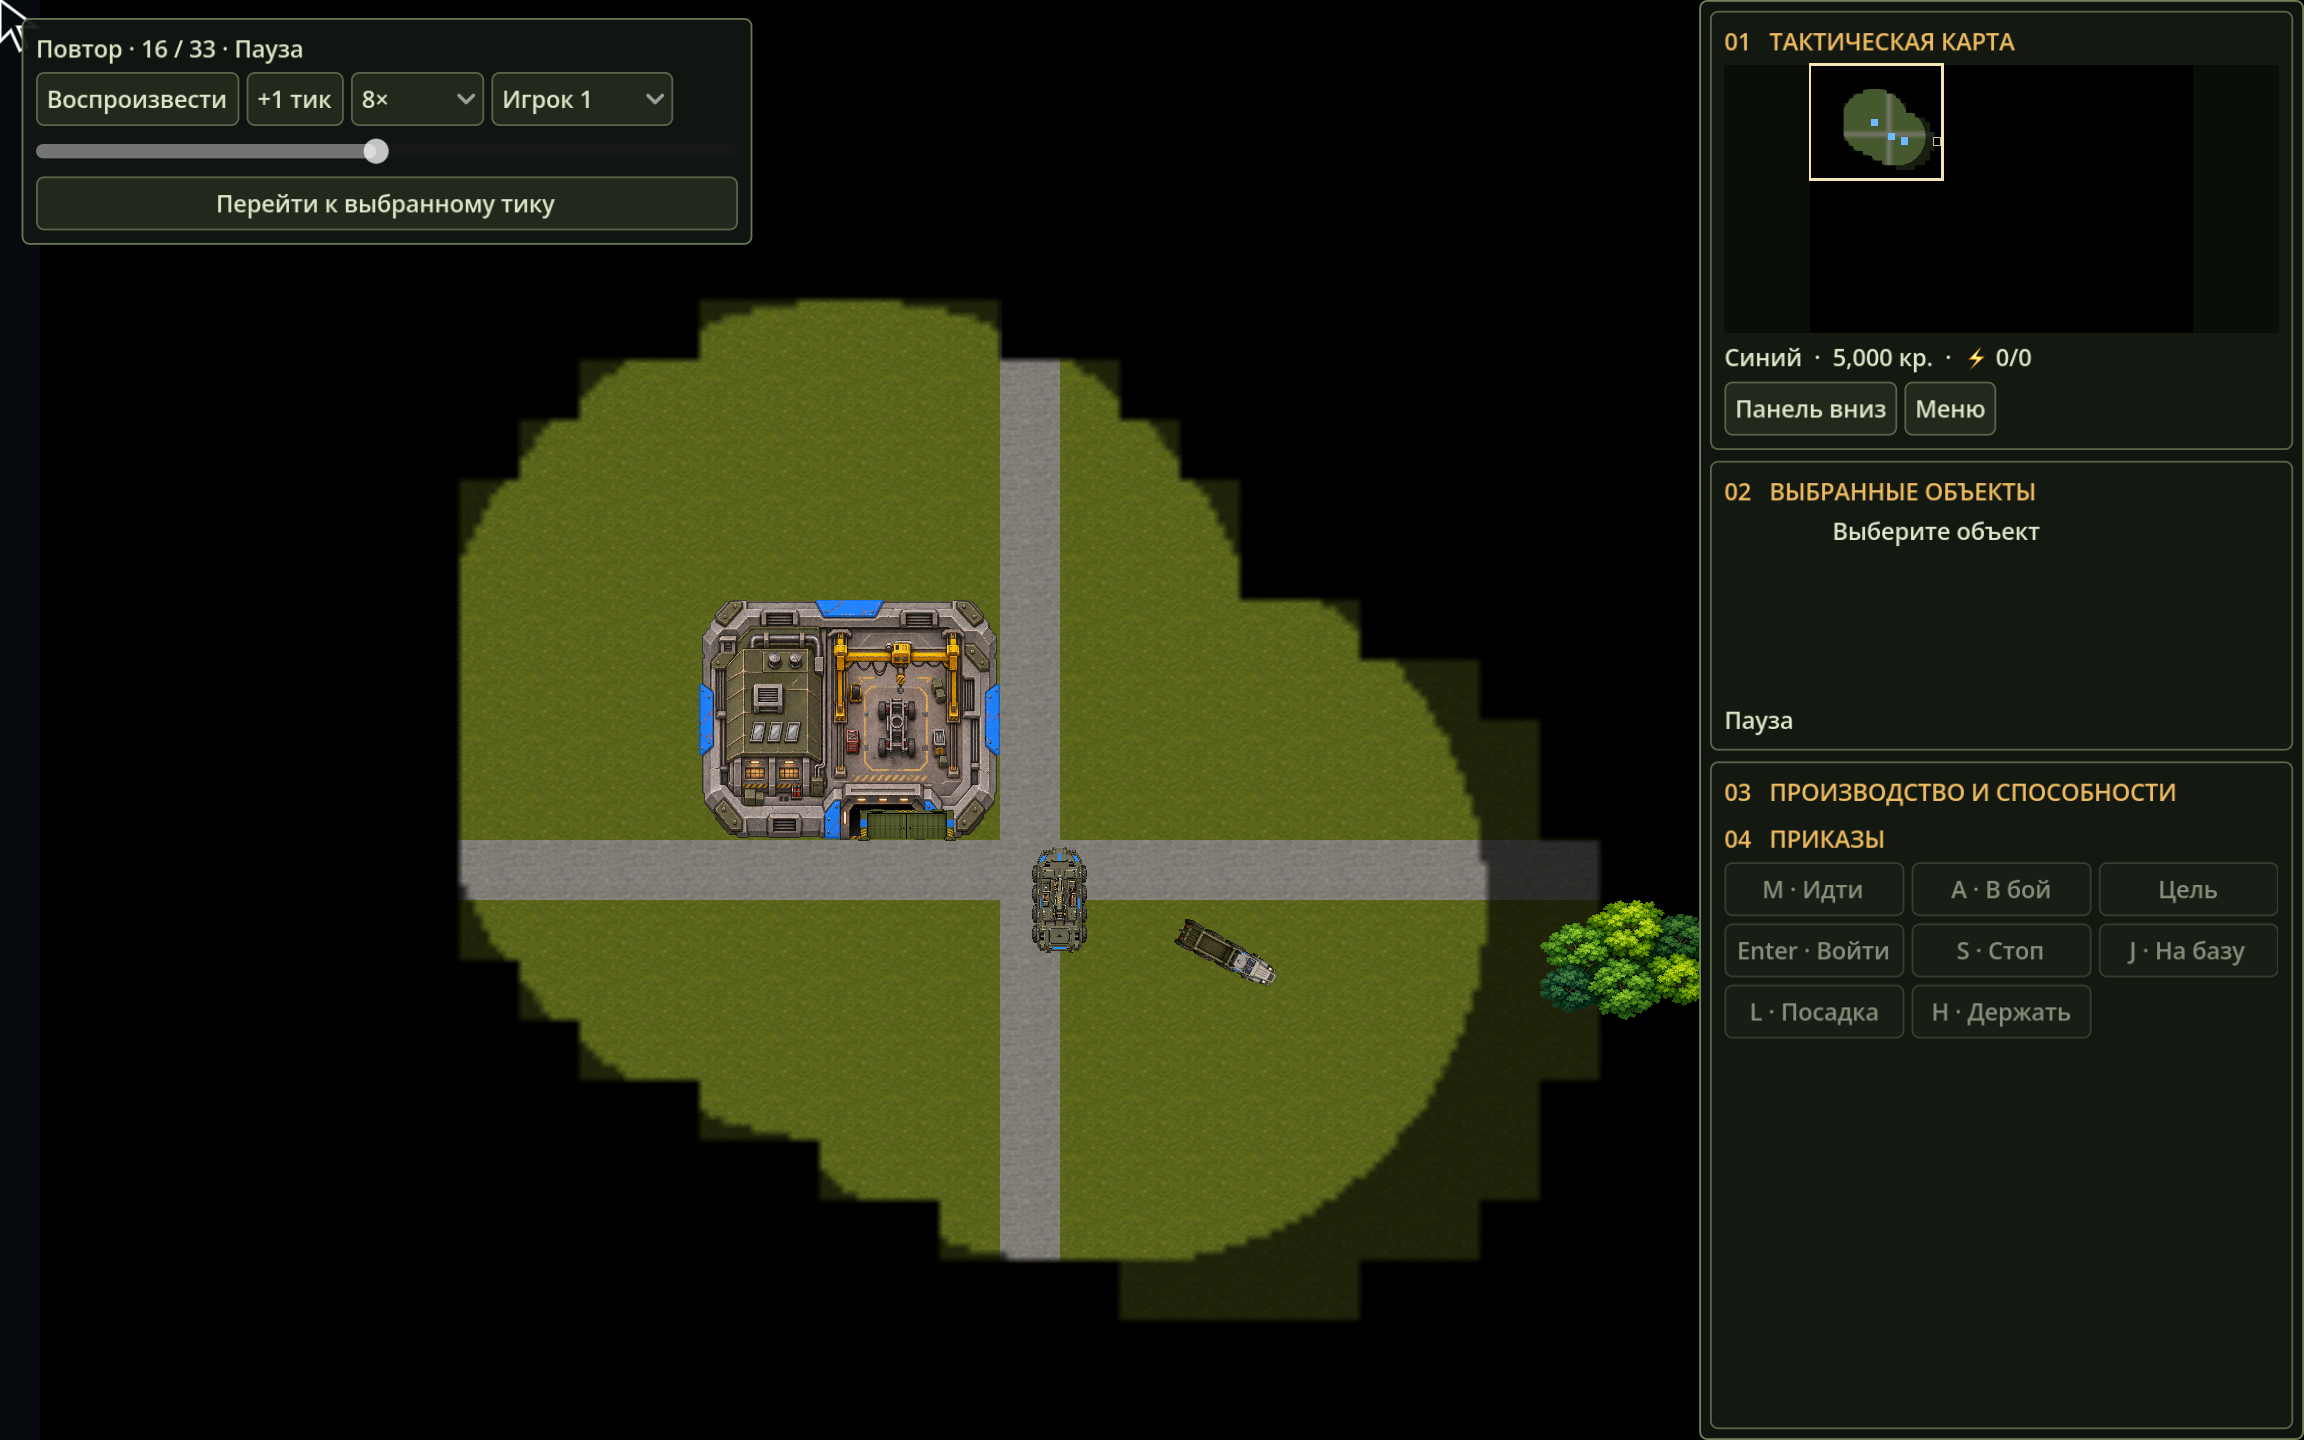 Повтор · 16 / 33 · Пауза
Воспроизвести +1 тик 8× Игрок 1
Перейти к выбранному тику
01 ТАКТИЧЕСКАЯ КАРТА
Синий · 5,000 кр. · ⚡ 0/0
Панель вниз Меню
02 ВЫБРАННЫЕ ОБЪЕКТЫ
Выберите объект
Пауза
03 ПРОИЗВОДСТВО И СПОСОБНОСТИ
04 ПРИКАЗЫ
M · Идти A · В бой Цель
Enter · Войти S · Стоп J · На базу
L · Посадка H · Держать